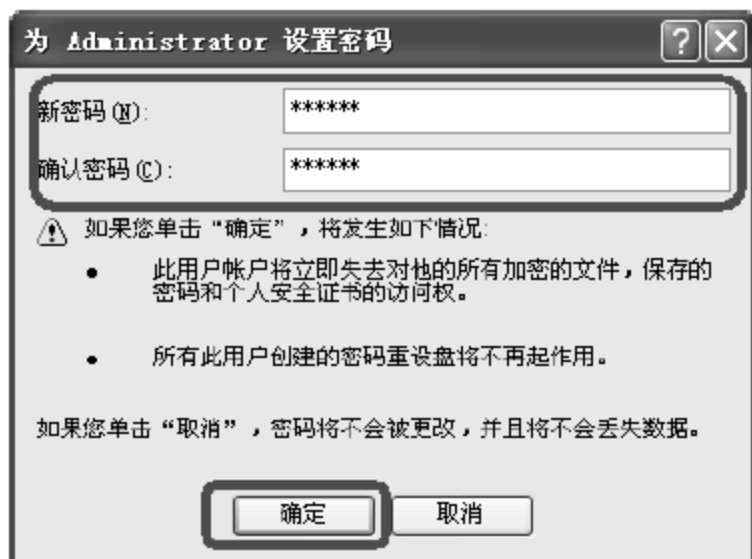 为 Administrator 设置密码
新密码(N): ******
确认密码(C): ******
如果您单击“确定”，将发生如下情况:
● 此用户帐户将立即失去对他的所有加密的文件，保存的
密码和个人安全证书的访问权。
● 所有此用户创建的密码重设盘将不再起作用。
如果您单击“取消”，密码将不会被更改，并且将不会丢失数据。
确定 取消